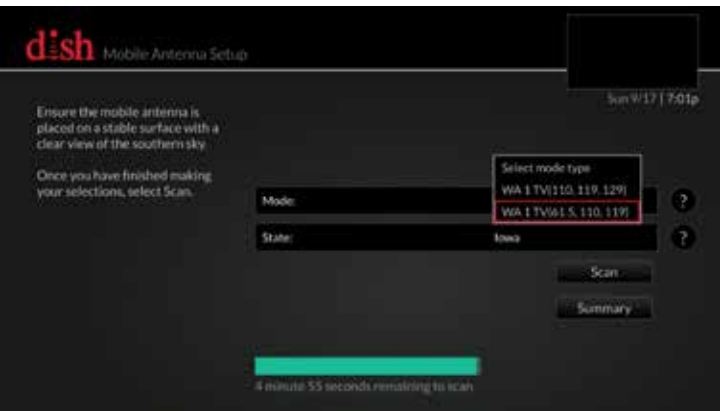 dish Mobile Antenna Setup
Sun 9/17 | 7:01p
Ensure the mobile antenna is
placed on a stable surface with a
clear view of the southern sky.
Once you have finished making
your selections, select Scan.
Select mode type
WA 1 TV(110, 119, 129)
WA 1 TV(61.5, 110, 119)
Mode:
?
State:
Iowa
?
Scan
Summary
4 minute 55 seconds remaining to scan